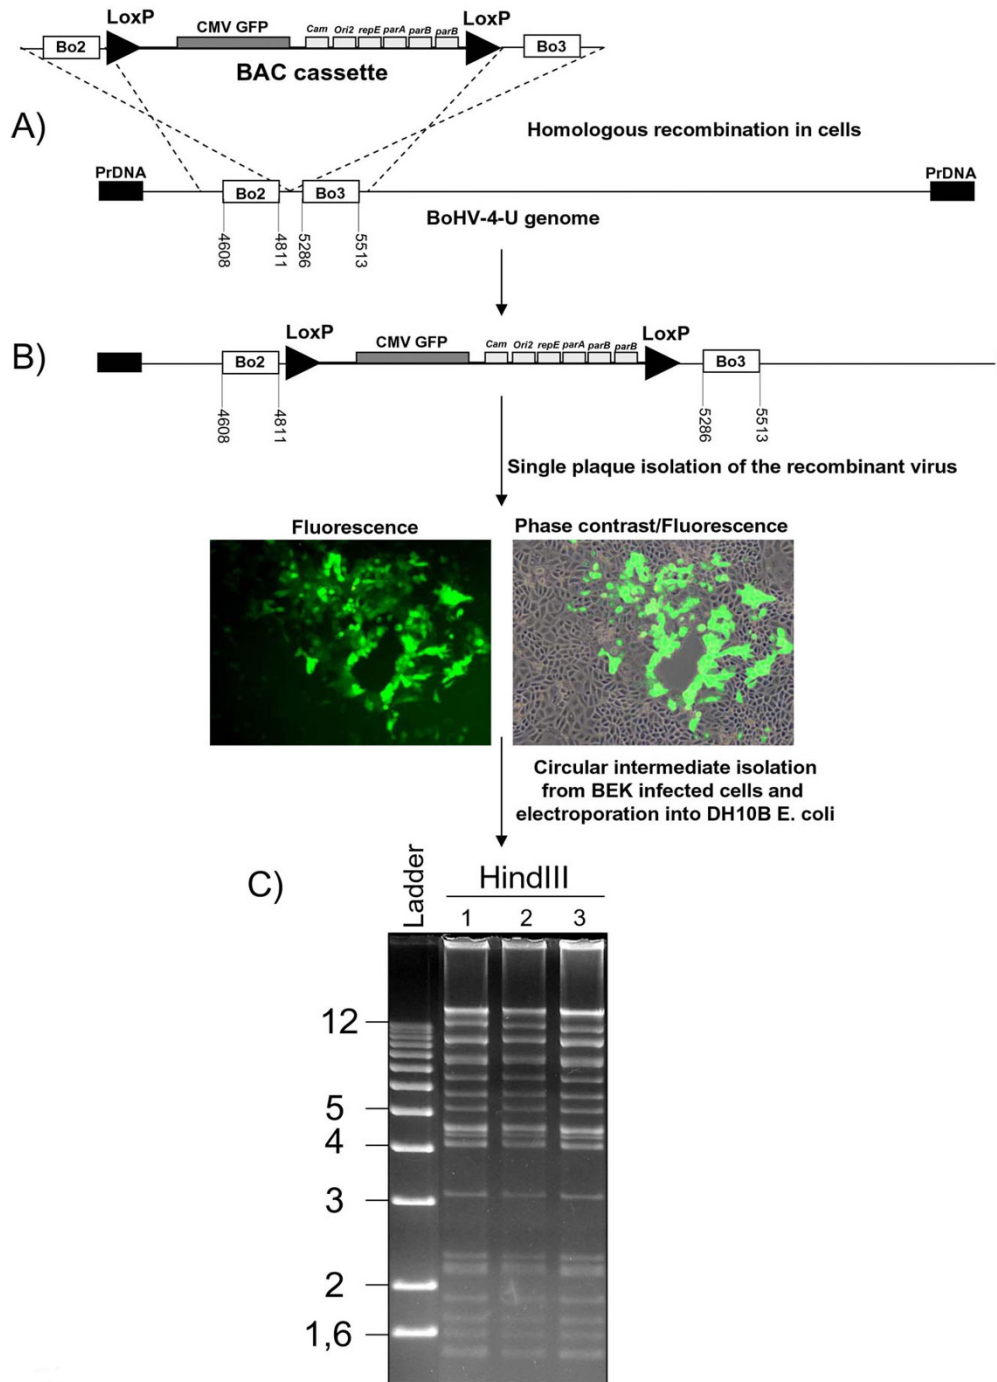 LoxP LoxP
CMV GFP Cam Ori2 repE parA parB parB
Bo2 Bo3
BAC cassette
A)
Homologous recombination in cells
PrDNA PrDNA
Bo2 Bo3
4608 4811 5286 5513
BoHV-4-U genome
B)
LoxP LoxP
CMV GFP Cam Ori2 repE parA parB parB
Bo2 Bo3
4608 4811 5286 5513
Single plaque isolation of the recombinant virus
Fluorescence Phase contrast/Fluorescence
Circular intermediate isolation
from BEK infected cells and
electroporation into DH10B E. coli
C)
Ladder HindIII
1 2 3
12
5
4
3
2
1,6